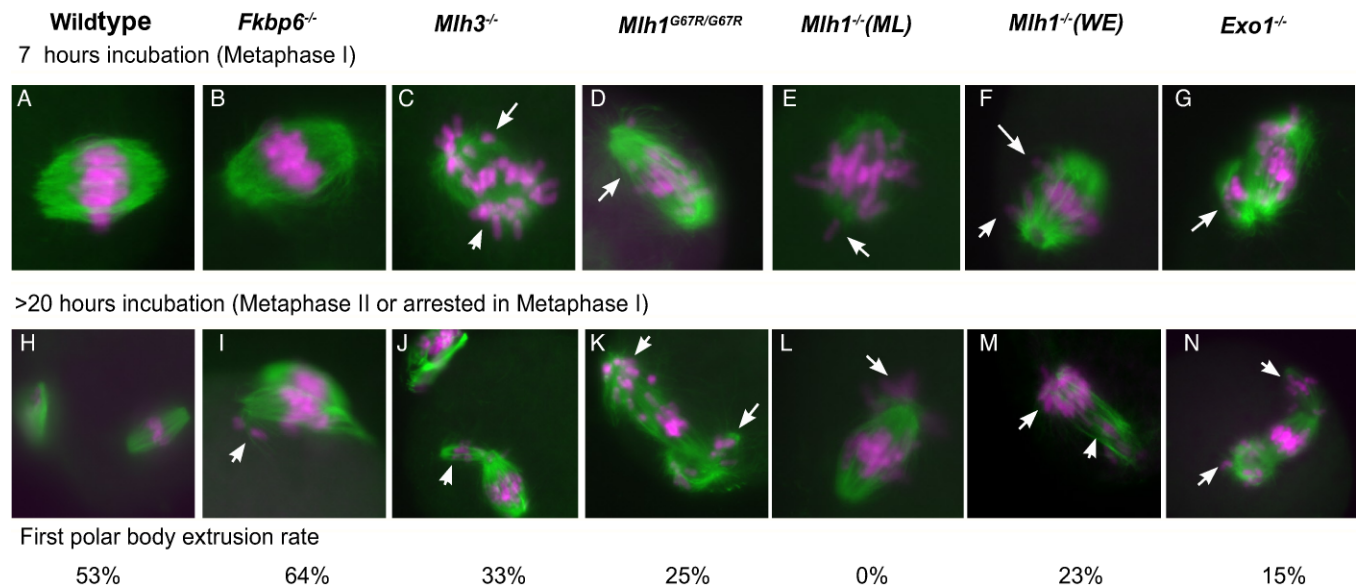 Wildtype Fkbp6-/- Mlh3-/- Mlh1G67R/G67R Mlh1-/-(ML) Mlh1-/-(WE) Exo1-/-
7 hours incubation (Metaphase I)
A B C D E F G
>20 hours incubation (Metaphase II or arrested in Metaphase I)
H I J K L M N
First polar body extrusion rate
53% 64% 33% 25% 0% 23% 15%